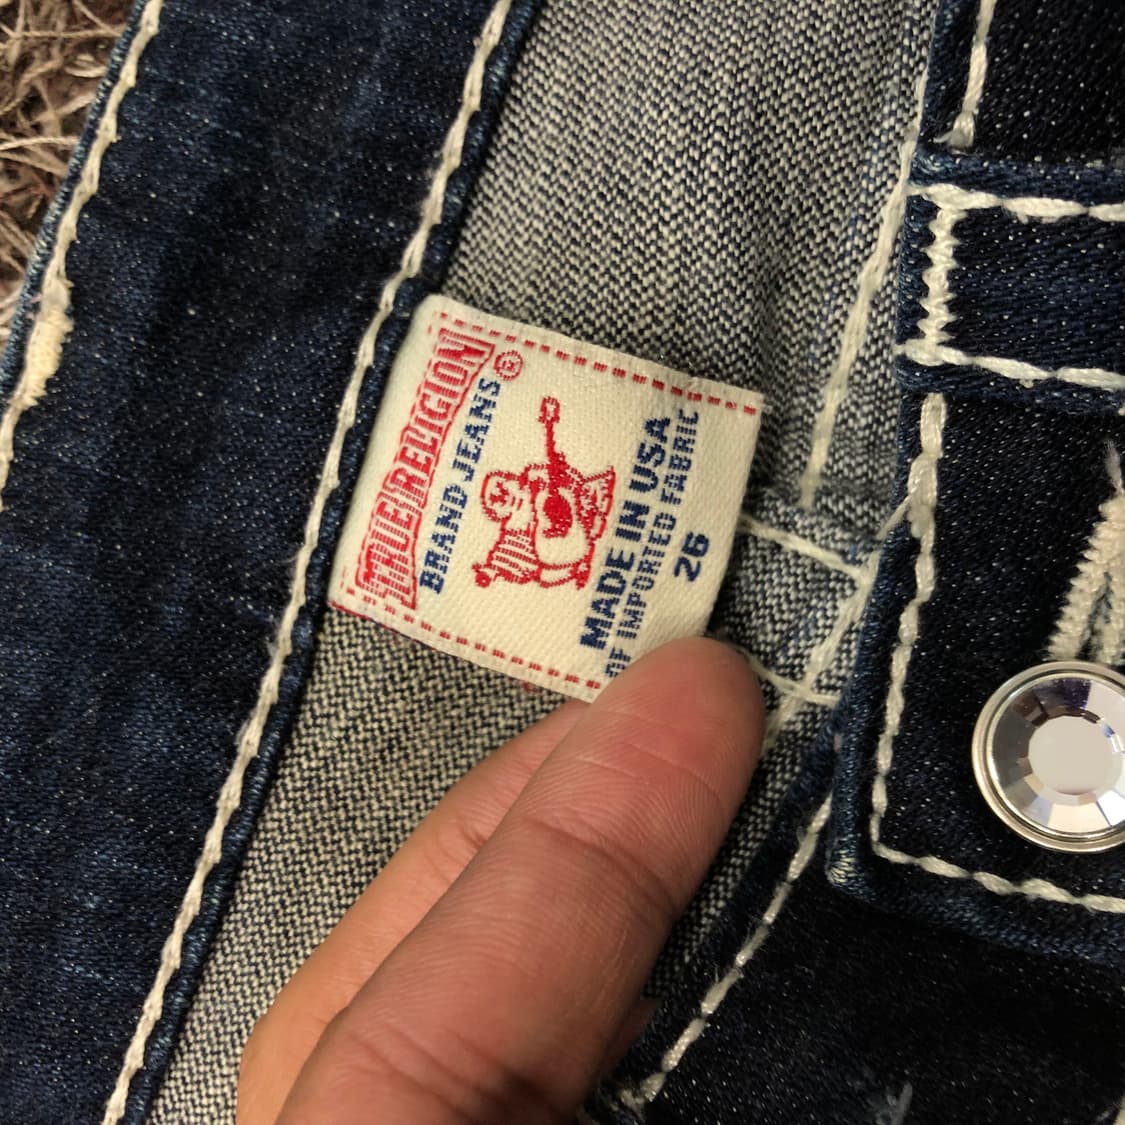 TRUE RELIGION
BRAND JEANS ®
MADE IN USA
OF IMPORTED FABRIC
26